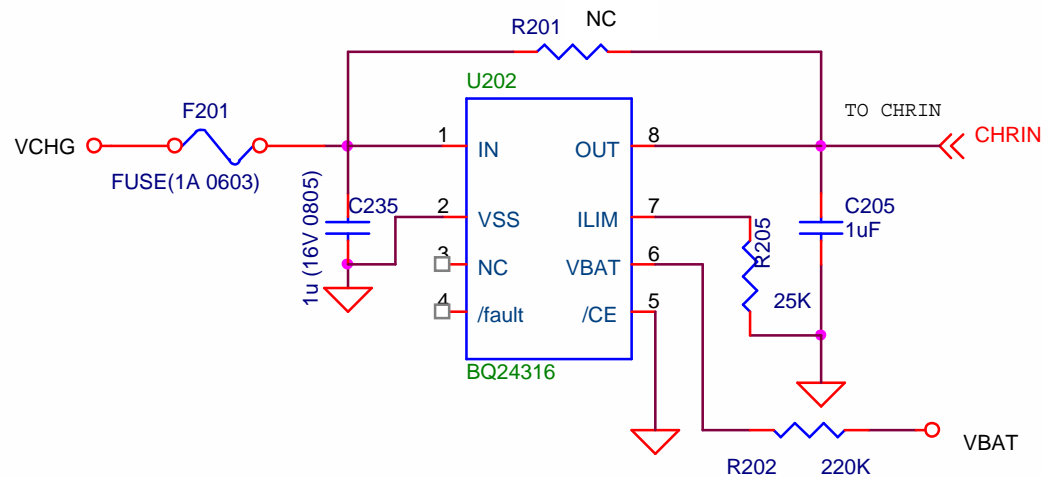 R201 NC
U202
F201
TO CHRIN
VCHG
1 IN OUT 8
CHRIN
FUSE(1A 0603)
1u (16V 0805)
C235
2 VSS ILIM 7
R205
C205
1uF
3 NC VBAT 6
25K
4 /fault /CE 5
BQ24316
VBAT
R202 220K